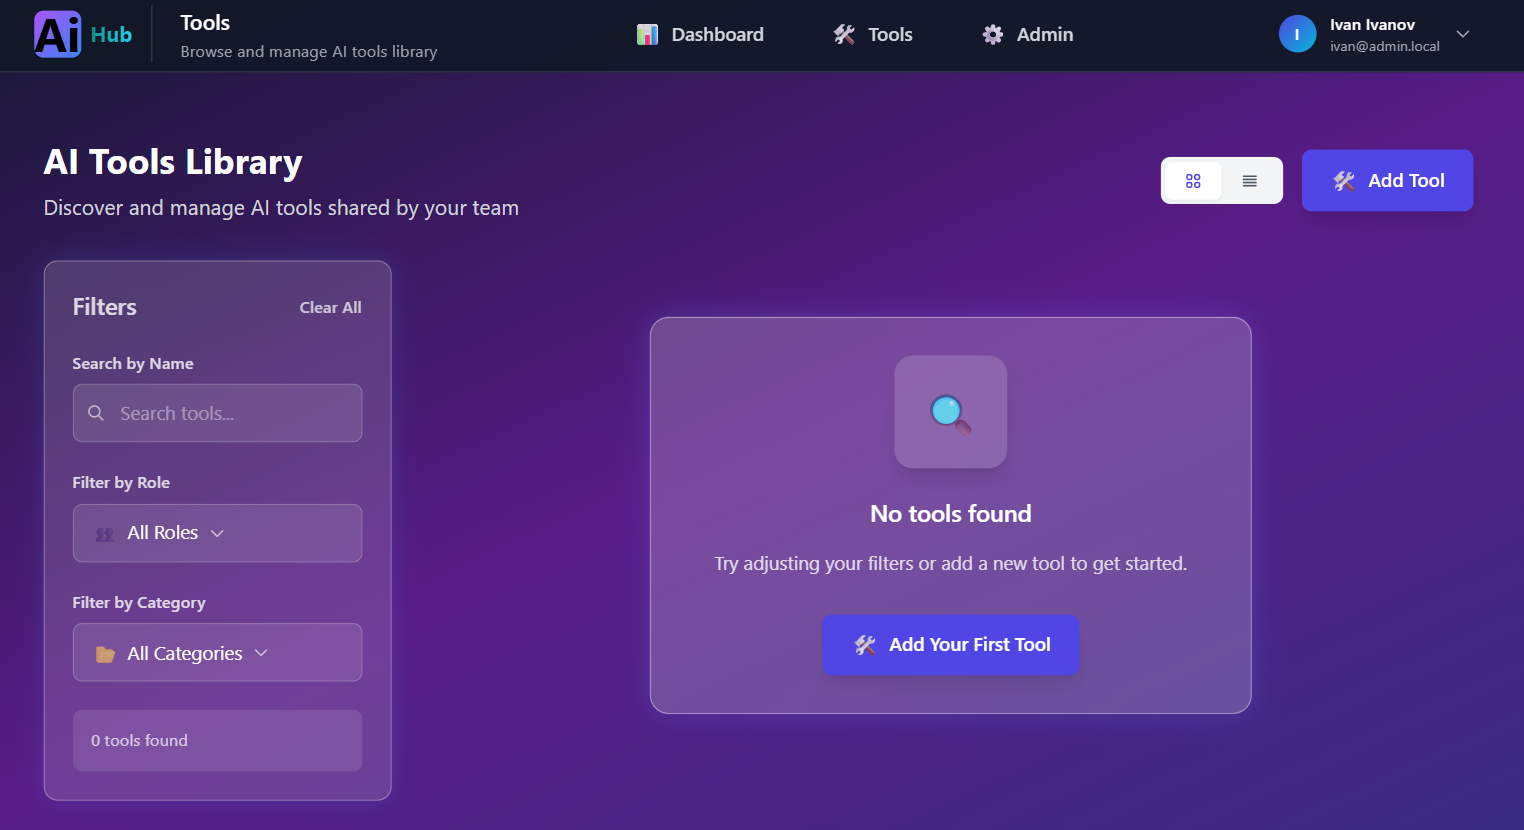 Ai Hub
Tools
Browse and manage AI tools library
Dashboard
Tools
Admin
I
Ivan Ivanov
ivan@admin.local
AI Tools Library
Discover and manage AI tools shared by your team
Add Tool
Filters
Clear All
Search by Name
Search tools...
Filter by Role
All Roles
Filter by Category
All Categories
0 tools found
No tools found
Try adjusting your filters or add a new tool to get started.
Add Your First Tool